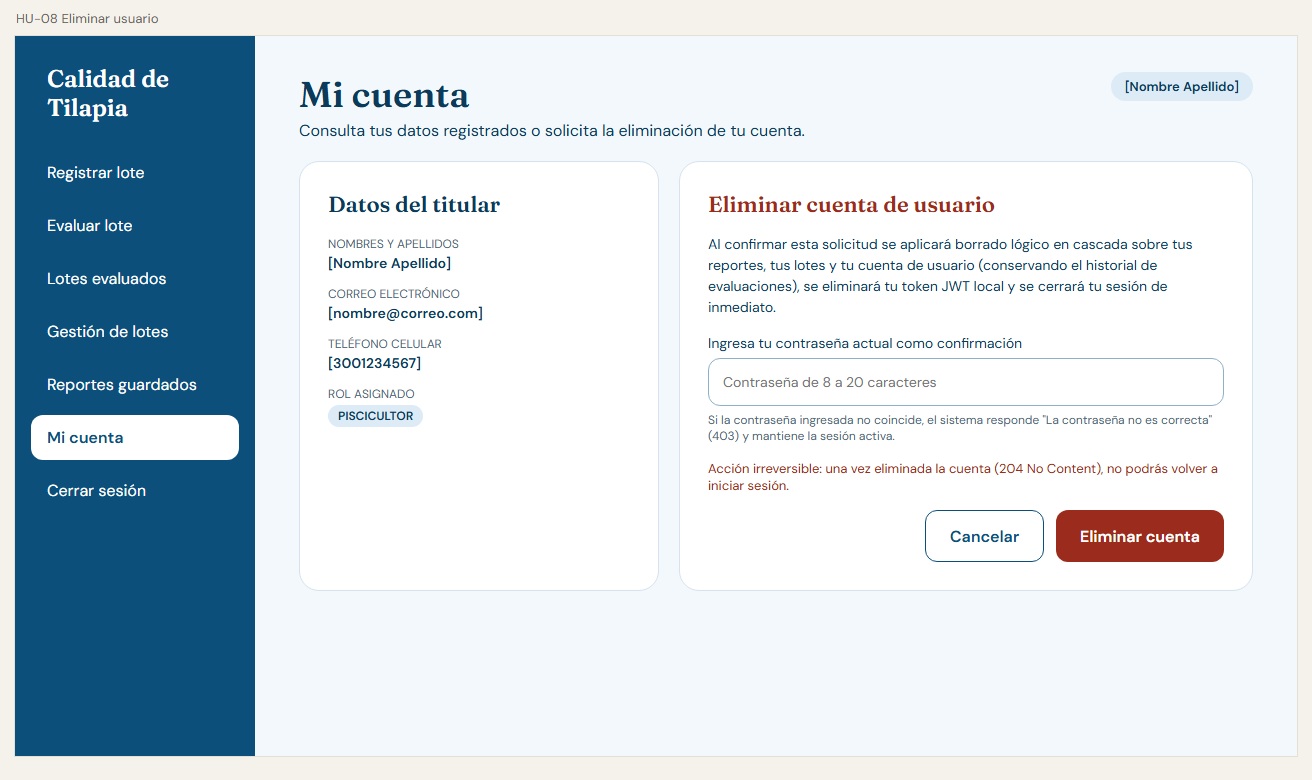 HU-08 Eliminar usuario
Calidad de
Tilapia
Registrar lote
Evaluar lote
Lotes evaluados
Gestión de lotes
Reportes guardados
Mi cuenta
Cerrar sesión
Mi cuenta
[Nombre Apellido]
Consulta tus datos registrados o solicita la eliminación de tu cuenta.
Datos del titular
NOMBRES Y APELLIDOS
[Nombre Apellido]
CORREO ELECTRÓNICO
[nombre@correo.com]
TELÉFONO CELULAR
[3001234567]
ROL ASIGNADO
PISCICULTOR
Eliminar cuenta de usuario
Al confirmar esta solicitud se aplicará borrado lógico en cascada sobre tus
reportes, tus lotes y tu cuenta de usuario (conservando el historial de
evaluaciones), se eliminará tu token JWT local y se cerrará tu sesión de
inmediato.
Ingresa tu contraseña actual como confirmación
Contraseña de 8 a 20 caracteres
Si la contraseña ingresada no coincide, el sistema responde "La contraseña no es correcta"
(403) y mantiene la sesión activa.
Acción irreversible: una vez eliminada la cuenta (204 No Content), no podrás volver a
iniciar sesión.
Cancelar
Eliminar cuenta